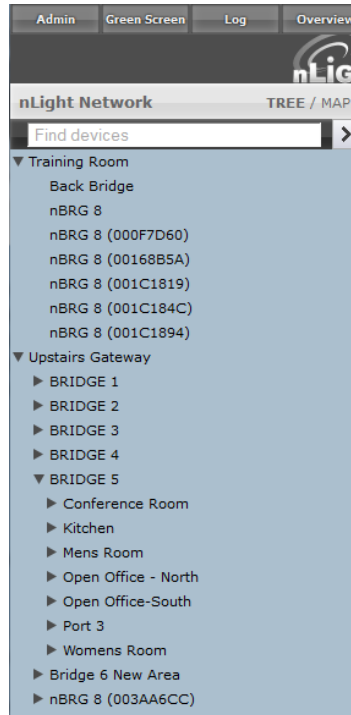 Admin Green Screen Log Overview
nLig
nLight Network TREE / MAP
Find devices
Training Room
Back Bridge
nBRG 8
nBRG 8 (000F7D60)
nBRG 8 (00168B5A)
nBRG 8 (001C1819)
nBRG 8 (001C184C)
nBRG 8 (001C1894)
Upstairs Gateway
BRIDGE 1
BRIDGE 2
BRIDGE 3
BRIDGE 4
BRIDGE 5
Conference Room
Kitchen
Mens Room
Open Office - North
Open Office-South
Port 3
Womens Room
Bridge 6 New Area
nBRG 8 (003AA6CC)